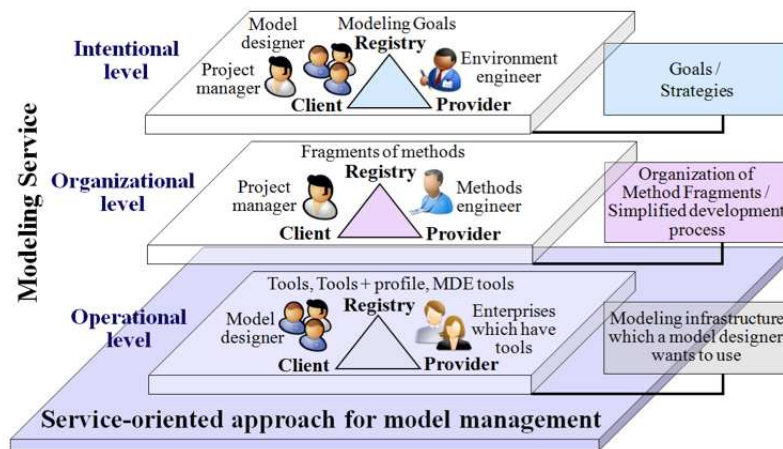 Modeling Service
Intentional
level
Model
designer
Project
manager
Modeling Goals
Registry
Client
Provider
Environment
engineer
Goals /
Strategies
Organizational
level
Fragments of methods
Registry
Project
manager
Methods
engineer
Client
Provider
Organization of
Method Fragments /
Simplified development
process
Operational
level
Tools, Tools + profile, MDE tools
Registry
Model
designer
Enterprises
which have
tools
Client
Provider
Modeling infrastructure
which a model designer
wants to use
Service-oriented approach for model management